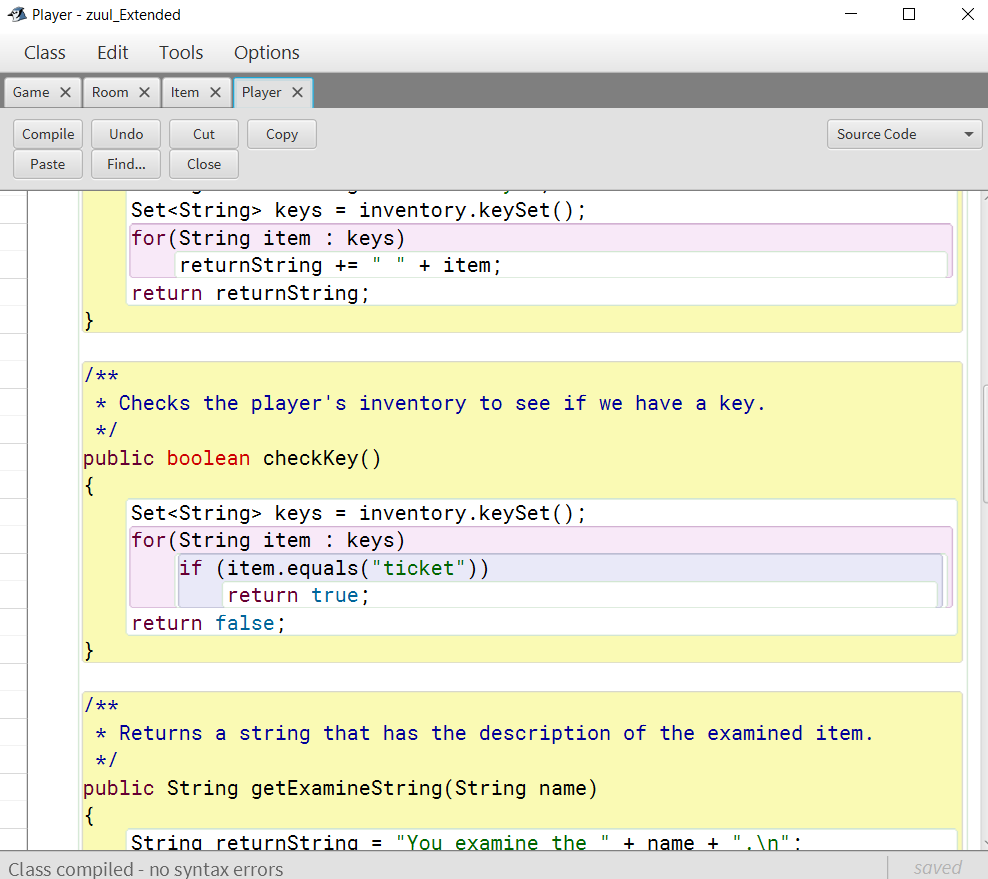 Player - zuul_Extended
Class Edit Tools Options
Game Room Item Player
Compile Undo Cut Copy Source Code
Paste Find... Close
Set<String> keys = inventory.keySet();
for(String item : keys)
returnString += " " + item;
return returnString;
}
/**
* Checks the player's inventory to see if we have a key.
*/
public boolean checkKey()
{
Set<String> keys = inventory.keySet();
for(String item : keys)
if (item.equals("ticket"))
return true;
return false;
}
/**
* Returns a string that has the description of the examined item.
*/
public String getExamineString(String name)
{
String returnString = "You examine the " + name + ".\n";
Class compiled - no syntax errors
saved